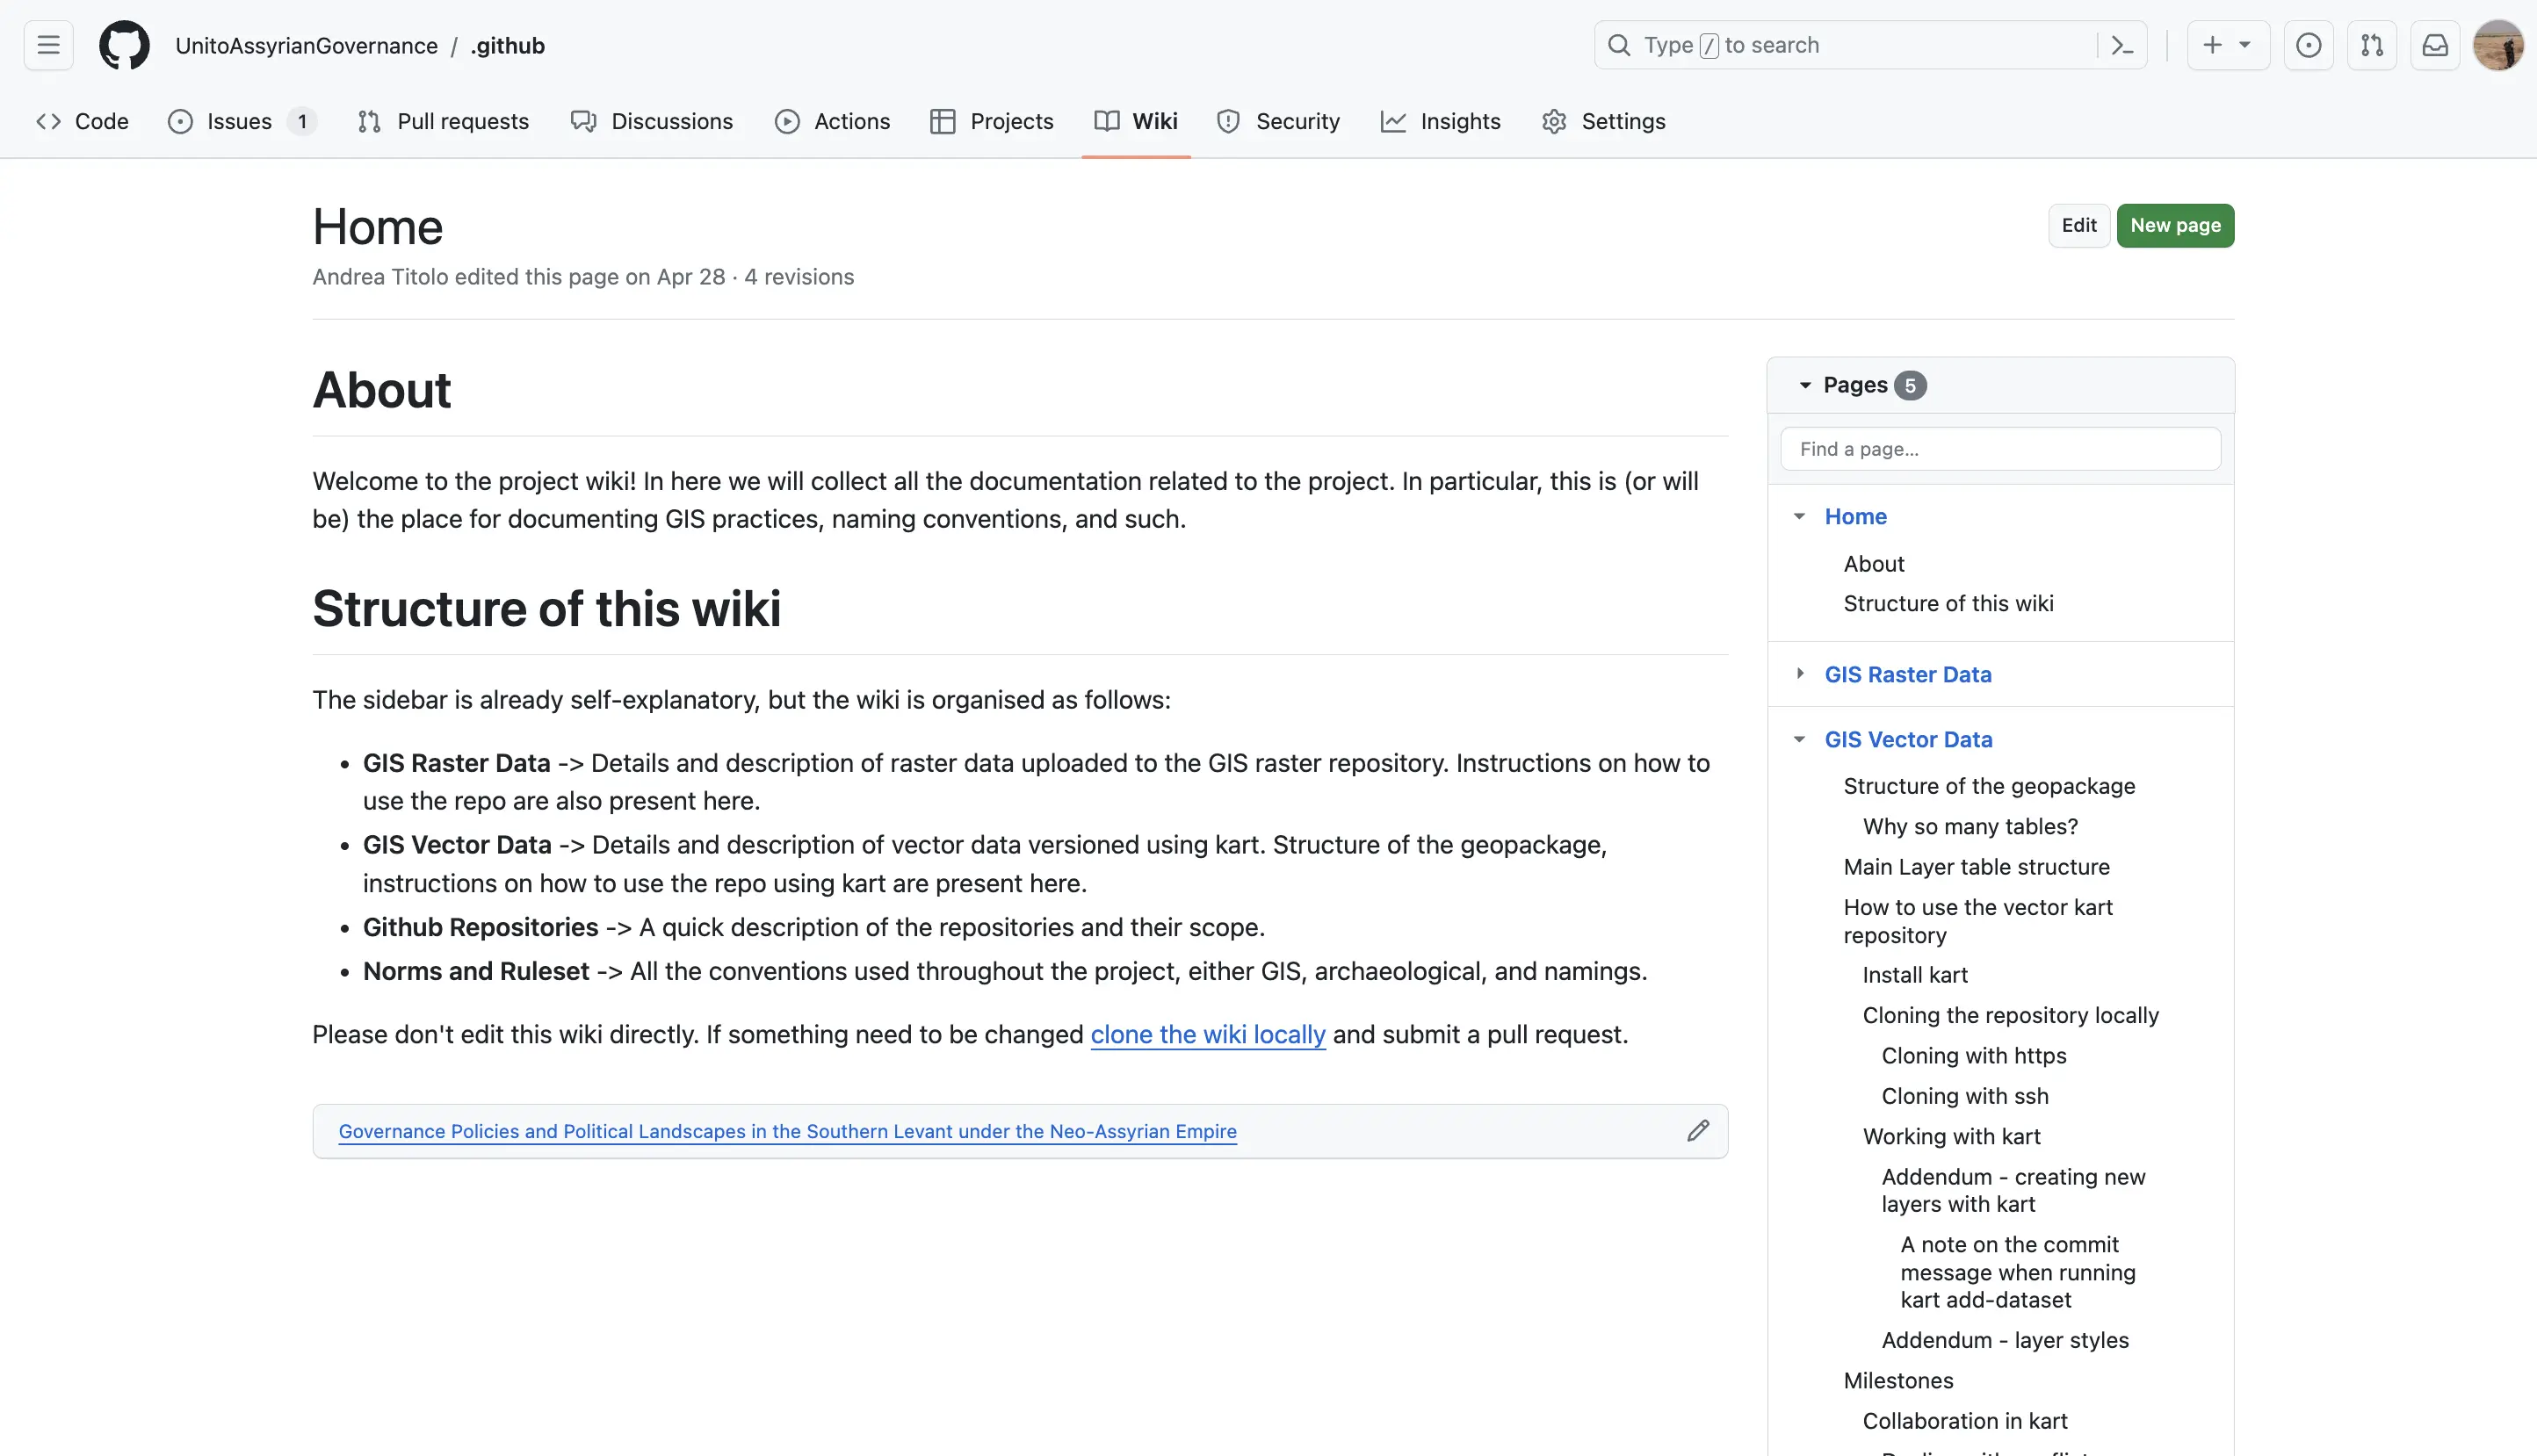 UnitoAssyrianGovernance / .github
Type / to search
Code
Issues 1
Pull requests
Discussions
Actions
Projects
Wiki
Security
Insights
Settings
Home
Edit
New page
Andrea Titolo edited this page on Apr 28 · 4 revisions
About
Welcome to the project wiki! In here we will collect all the documentation related to the project. In particular, this is (or will
be) the place for documenting GIS practices, naming conventions, and such.
Structure of this wiki
The sidebar is already self-explanatory, but the wiki is organised as follows:
• GIS Raster Data -> Details and description of raster data uploaded to the GIS raster repository. Instructions on how to
use the repo are also present here.
• GIS Vector Data -> Details and description of vector data versioned using kart. Structure of the geopackage,
instructions on how to use the repo using kart are present here.
• Github Repositories -> A quick description of the repositories and their scope.
• Norms and Ruleset -> All the conventions used throughout the project, either GIS, archaeological, and namings.
Please don't edit this wiki directly. If something need to be changed clone the wiki locally and submit a pull request.
Governance Policies and Political Landscapes in the Southern Levant under the Neo-Assyrian Empire
Pages 5
Find a page...
Home
About
Structure of this wiki
GIS Raster Data
GIS Vector Data
Structure of the geopackage
Why so many tables?
Main Layer table structure
How to use the vector kart
repository
Install kart
Cloning the repository locally
Cloning with https
Cloning with ssh
Working with kart
Addendum - creating new
layers with kart
A note on the commit
message when running
kart add-dataset
Addendum - layer styles
Milestones
Collaboration in kart